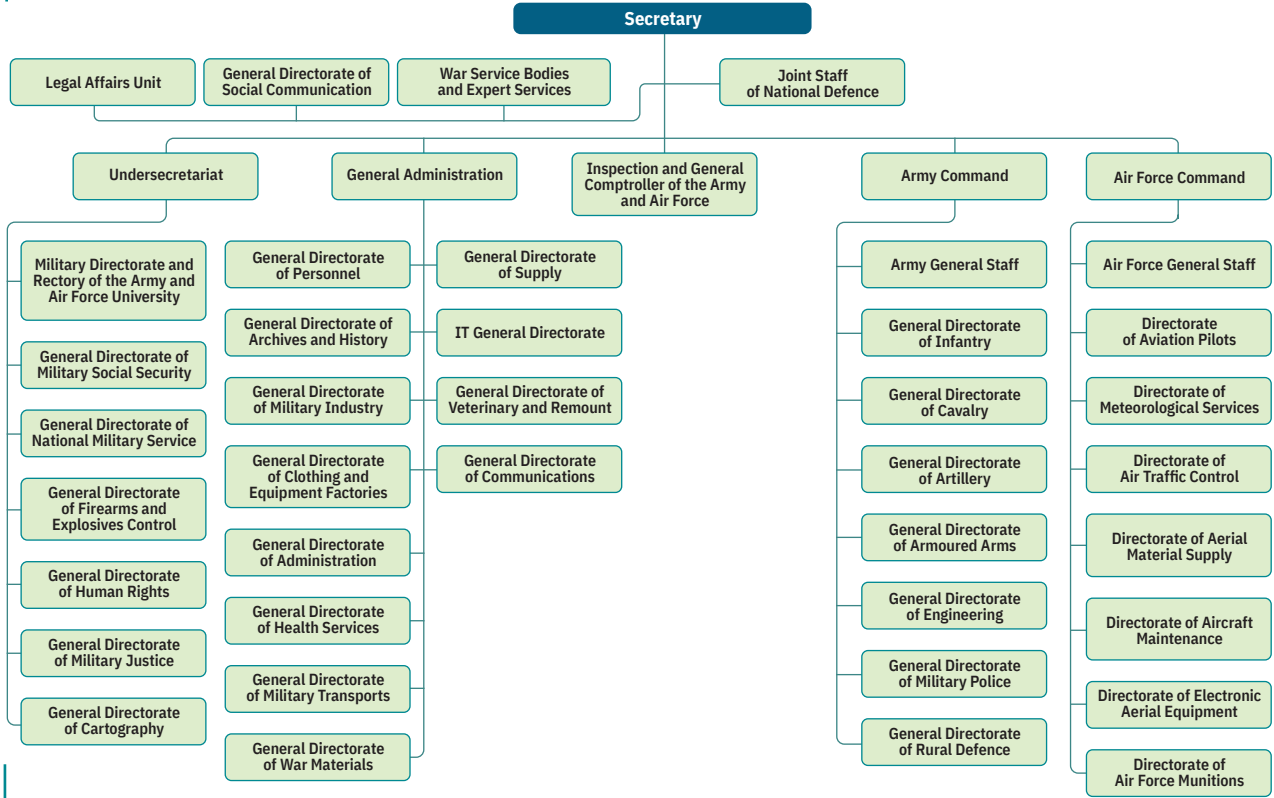 Secretary
Legal Affairs Unit
General Directorate of
Social Communication
War Service Bodies
and Expert Services
Joint Staff
of National Defence
Undersecretariat
General Administration
Inspection and General
Comptroller of the Army
and Air Force
Army Command
Air Force Command
Military Directorate and
Rectory of the Army and
Air Force University
General Directorate of
Military Social Security
General Directorate of
National Military Service
General Directorate
of Firearms and
Explosives Control
General Directorate
of Human Rights
General Directorate
of Military Justice
General Directorate
of Cartography
General Directorate
of Personnel
General Directorate of
Archives and History
General Directorate
of Military Industry
General Directorate
of Clothing and
Equipment Factories
General Directorate
of Administration
General Directorate
of Health Services
General Directorate
of Military Transports
General Directorate
of War Materials
General Directorate
of Supply
IT General Directorate
General Directorate of
Veterinary and Remount
General Directorate
of Communications
Army General Staff
General Directorate
of Infantry
General Directorate
of Cavalry
General Directorate
of Artillery
General Directorate
of Armoured Arms
General Directorate
of Engineering
General Directorate
of Military Police
General Directorate
of Rural Defence
Air Force General Staff
Directorate
of Aviation Pilots
Directorate of
Meteorological Services
Directorate of
Air Traffic Control
Directorate of Aerial
Material Supply
Directorate of Aircraft
Maintenance
Directorate of Electronic
Aerial Equipment
Directorate of
Air Force Munitions